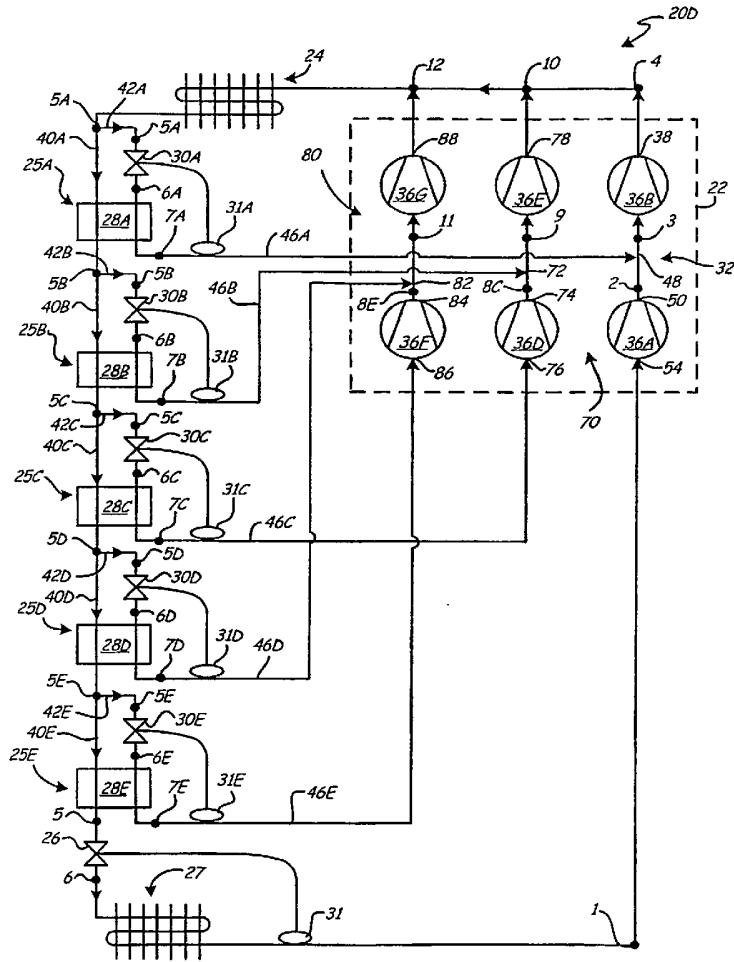 20D
24
12
10
4
5A
42A
5A
40A
30A
88
78
38
80
25A
6A
36G
36E
36B
22
28A
7A
31A
11
9
3
42B
5B
46A
32
5B
30B
46B
82
72
48
40B
8E
84
8C
74
2
50
25B
6B
31B
36F
36D
36A
28B
7B
86
76
54
5C
42C
5C
70
40C
30C
25C
6C
28C
7C
31C
46C
5D
42D
5D
40D
30D
25D
6D
28D
7D
31D
46D
5E
42E
5E
40E
30E
25E
6E
28E
7E
31E
46E
5
26
6
27
31
1